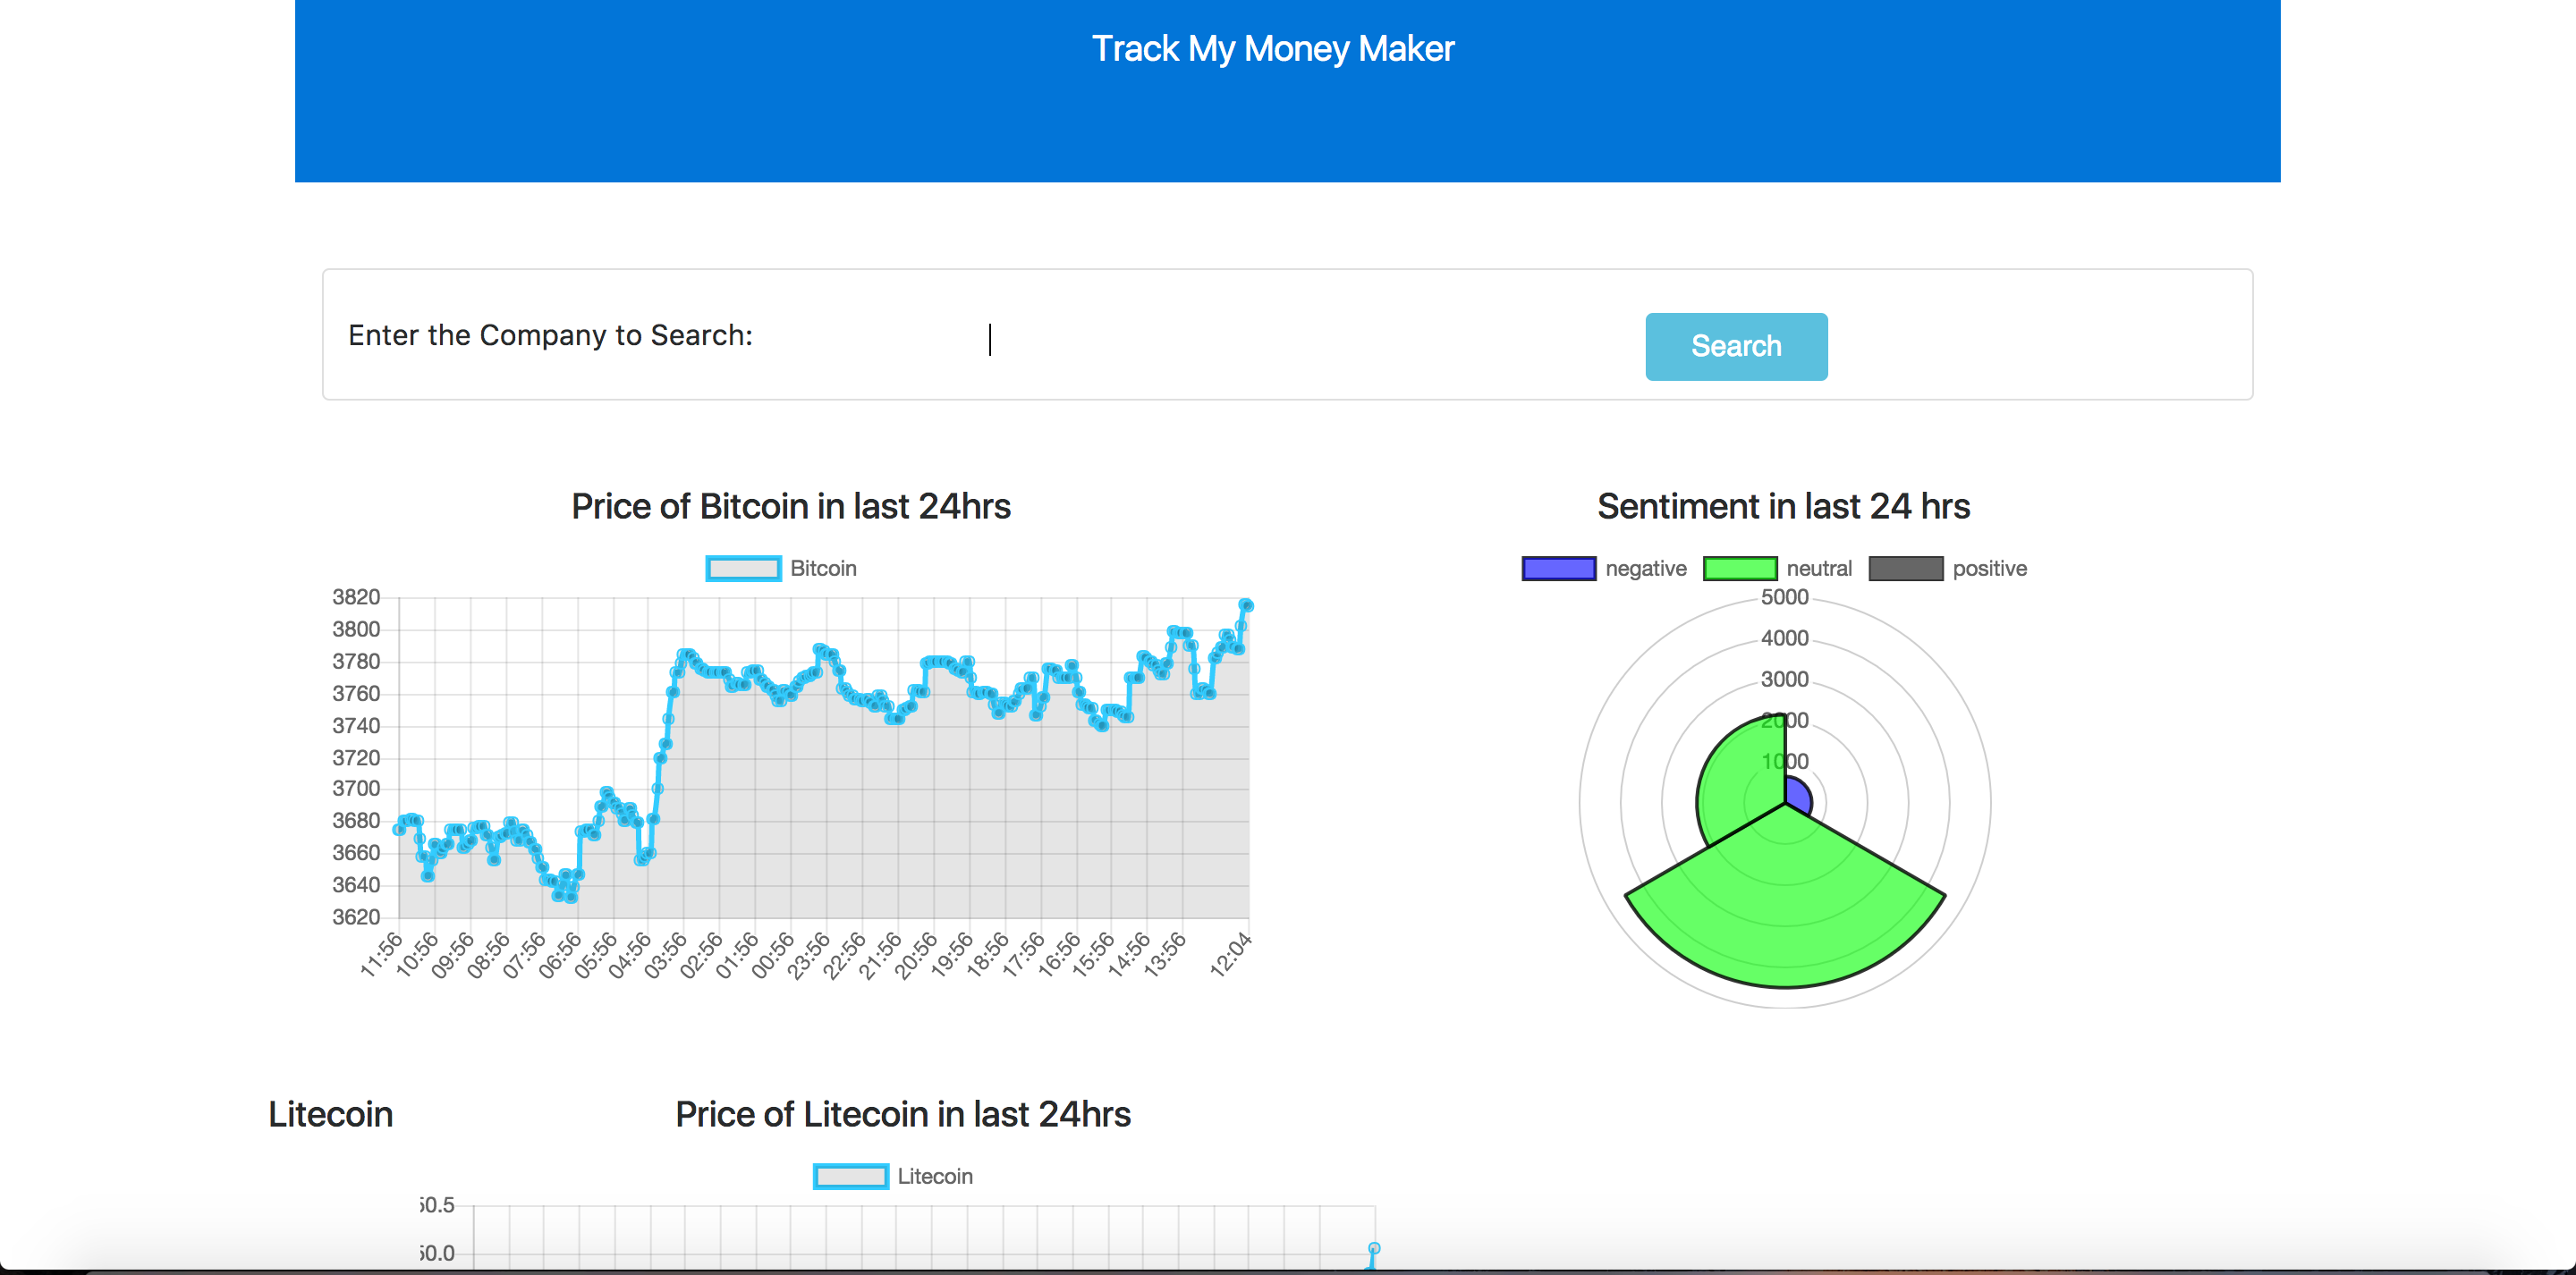 Track My Money Maker
Enter the Company to Search:
Search
Price of Bitcoin in last 24hrs
Bitcoin
3820
3800
3780
3760
3740
3720
3700
3680
3660
3640
3620
11:56 10:56 09:56 08:56 07:56 06:56 05:56 04:56 03:56 02:56 01:56 00:56 23:56 22:56 21:56 20:56 19:56 18:56 17:56 16:56 15:56 14:56 13:56 12:04
Sentiment in last 24 hrs
negative neutral positive
5000
4000
3000
2000
1000
Litecoin
Price of Litecoin in last 24hrs
Litecoin
50.5
50.0